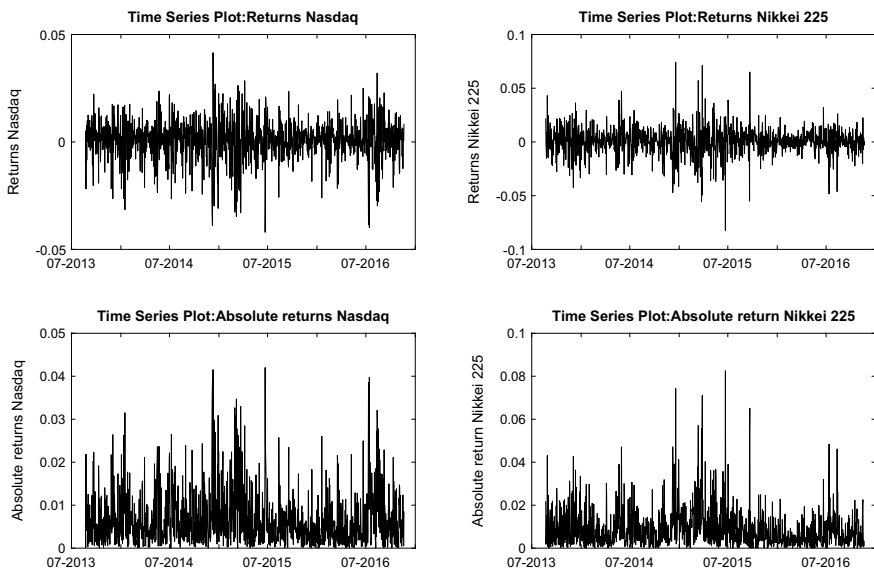 Time Series Plot:Returns Nasdaq
0.05
0
-0.05
Returns Nasdaq
07-2013 07-2014 07-2015 07-2016
Time Series Plot:Returns Nikkei 225
0.1
0.05
0
-0.05
-0.1
Returns Nikkei 225
07-2013 07-2014 07-2015 07-2016
Time Series Plot:Absolute returns Nasdaq
0.05
0.04
0.03
0.02
0.01
0
Absolute returns Nasdaq
07-2013 07-2014 07-2015 07-2016
Time Series Plot:Absolute return Nikkei 225
0.1
0.08
0.06
0.04
0.02
0
Absolute return Nikkei 225
07-2013 07-2014 07-2015 07-2016